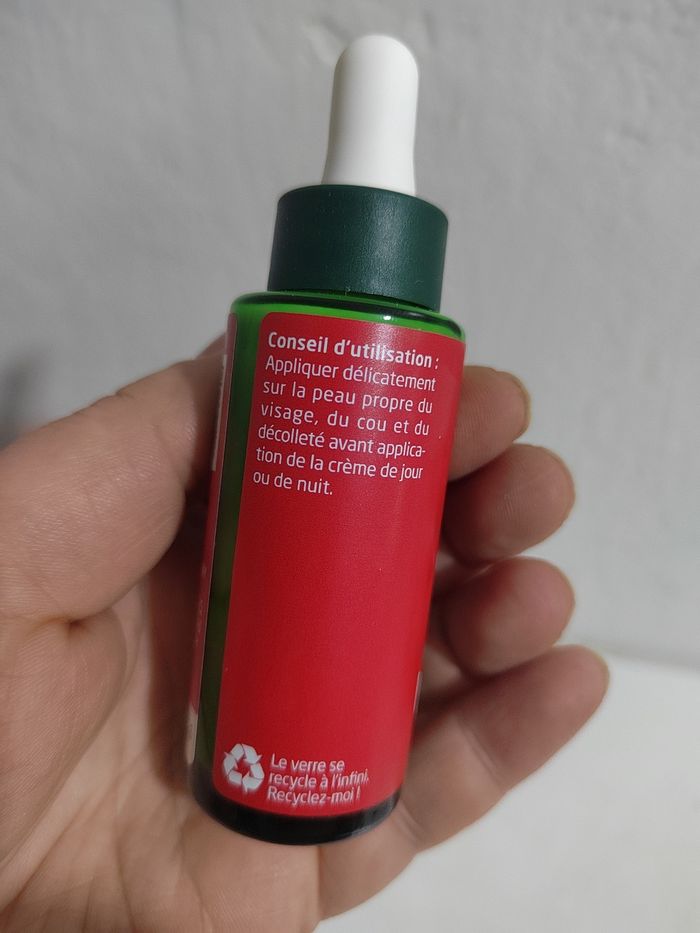 Conseil d'utilisation :
Appliquer délicatement
sur la peau propre du
visage, du cou et du
décolleté avant applica-
tion de la crème de jour
ou de nuit.
Le verre se
recycle à l'infini.
Recyclez-moi !